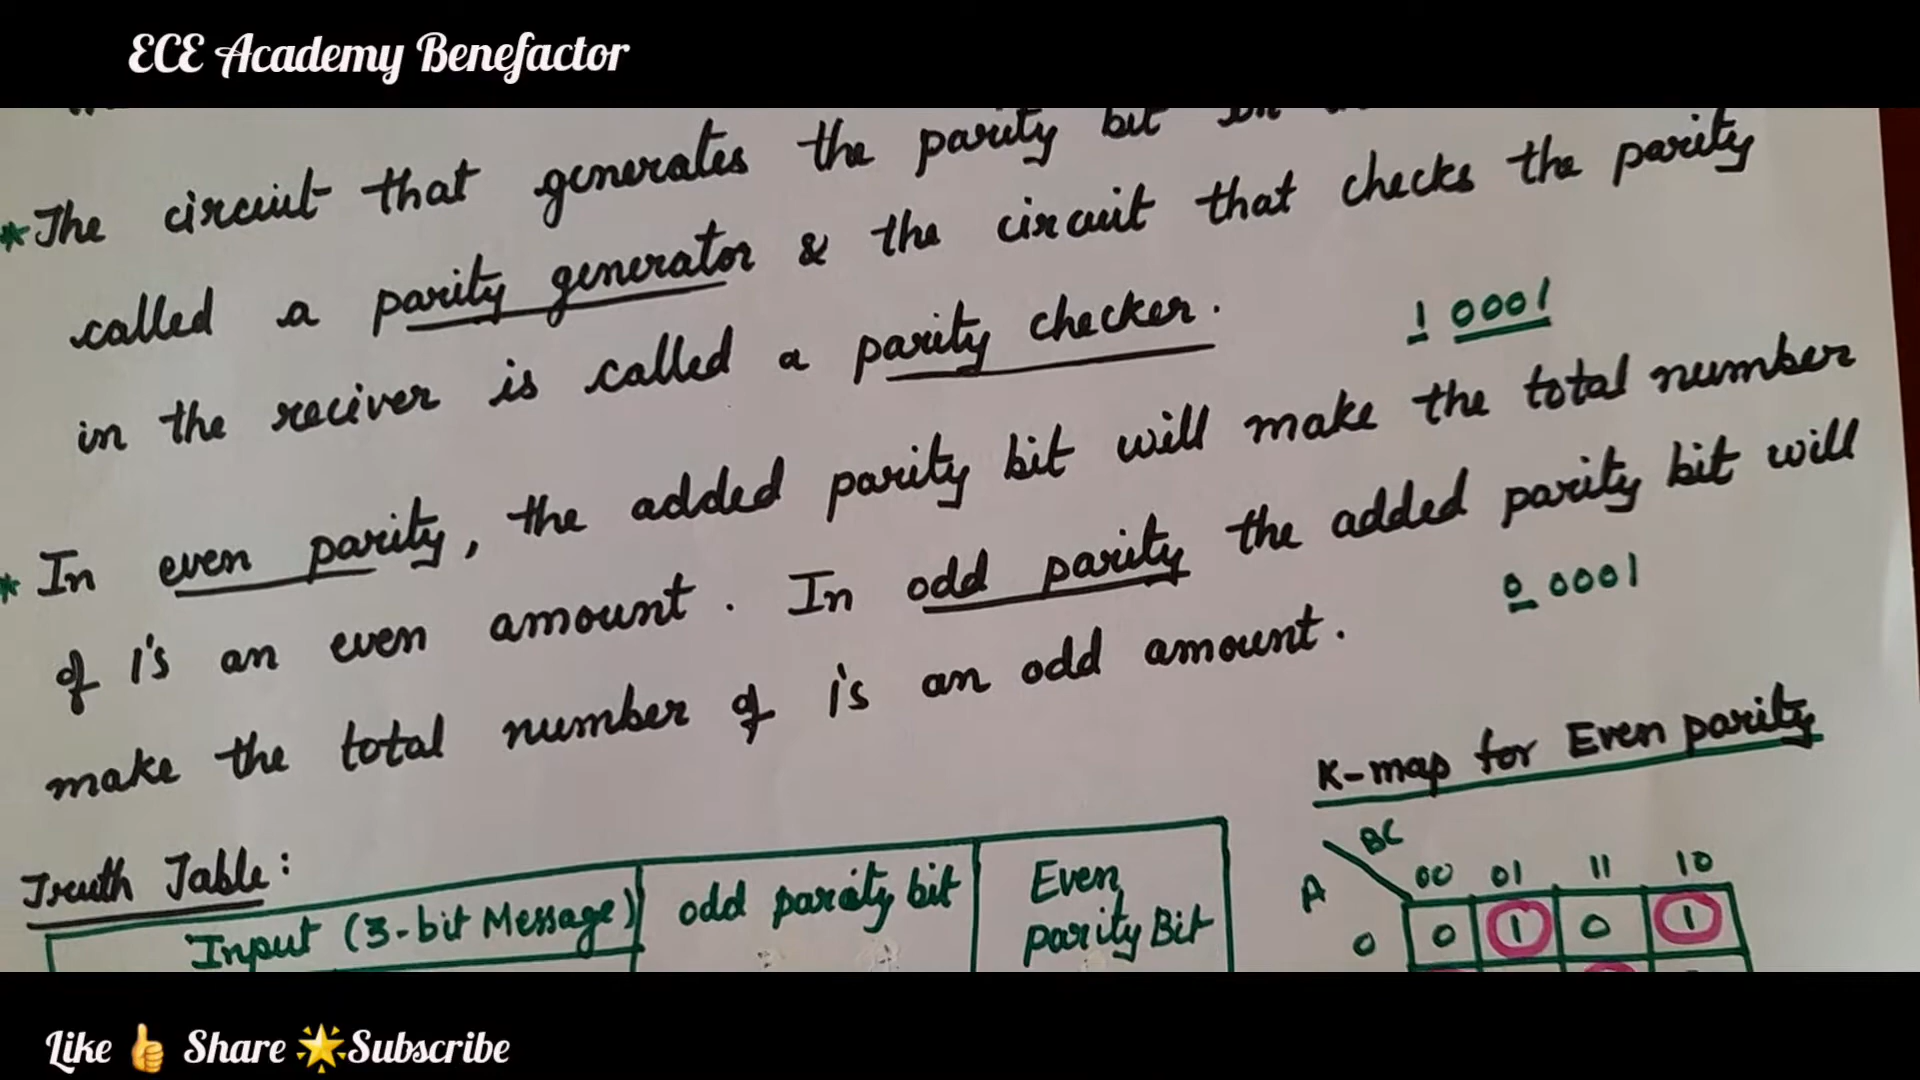 ECE Academy Benefactor
*The circuit that generates the parity bit in
called a parity generator & the circuit that checks the parity
in the reciver is called a parity checker.
1 0001
* In even parity, the added parity bit will make the total number
of 1's an even amount. In odd parity the added parity bit will
0 0001
make the total number of 1's an odd amount.
K-map for Even parity
Truth Table:
Input (3-bit Message) odd parity bit Even
parity Bit
BC
A 00 01 11 10
0 0 1 0 1
Like 👍 Share 🌟Subscribe